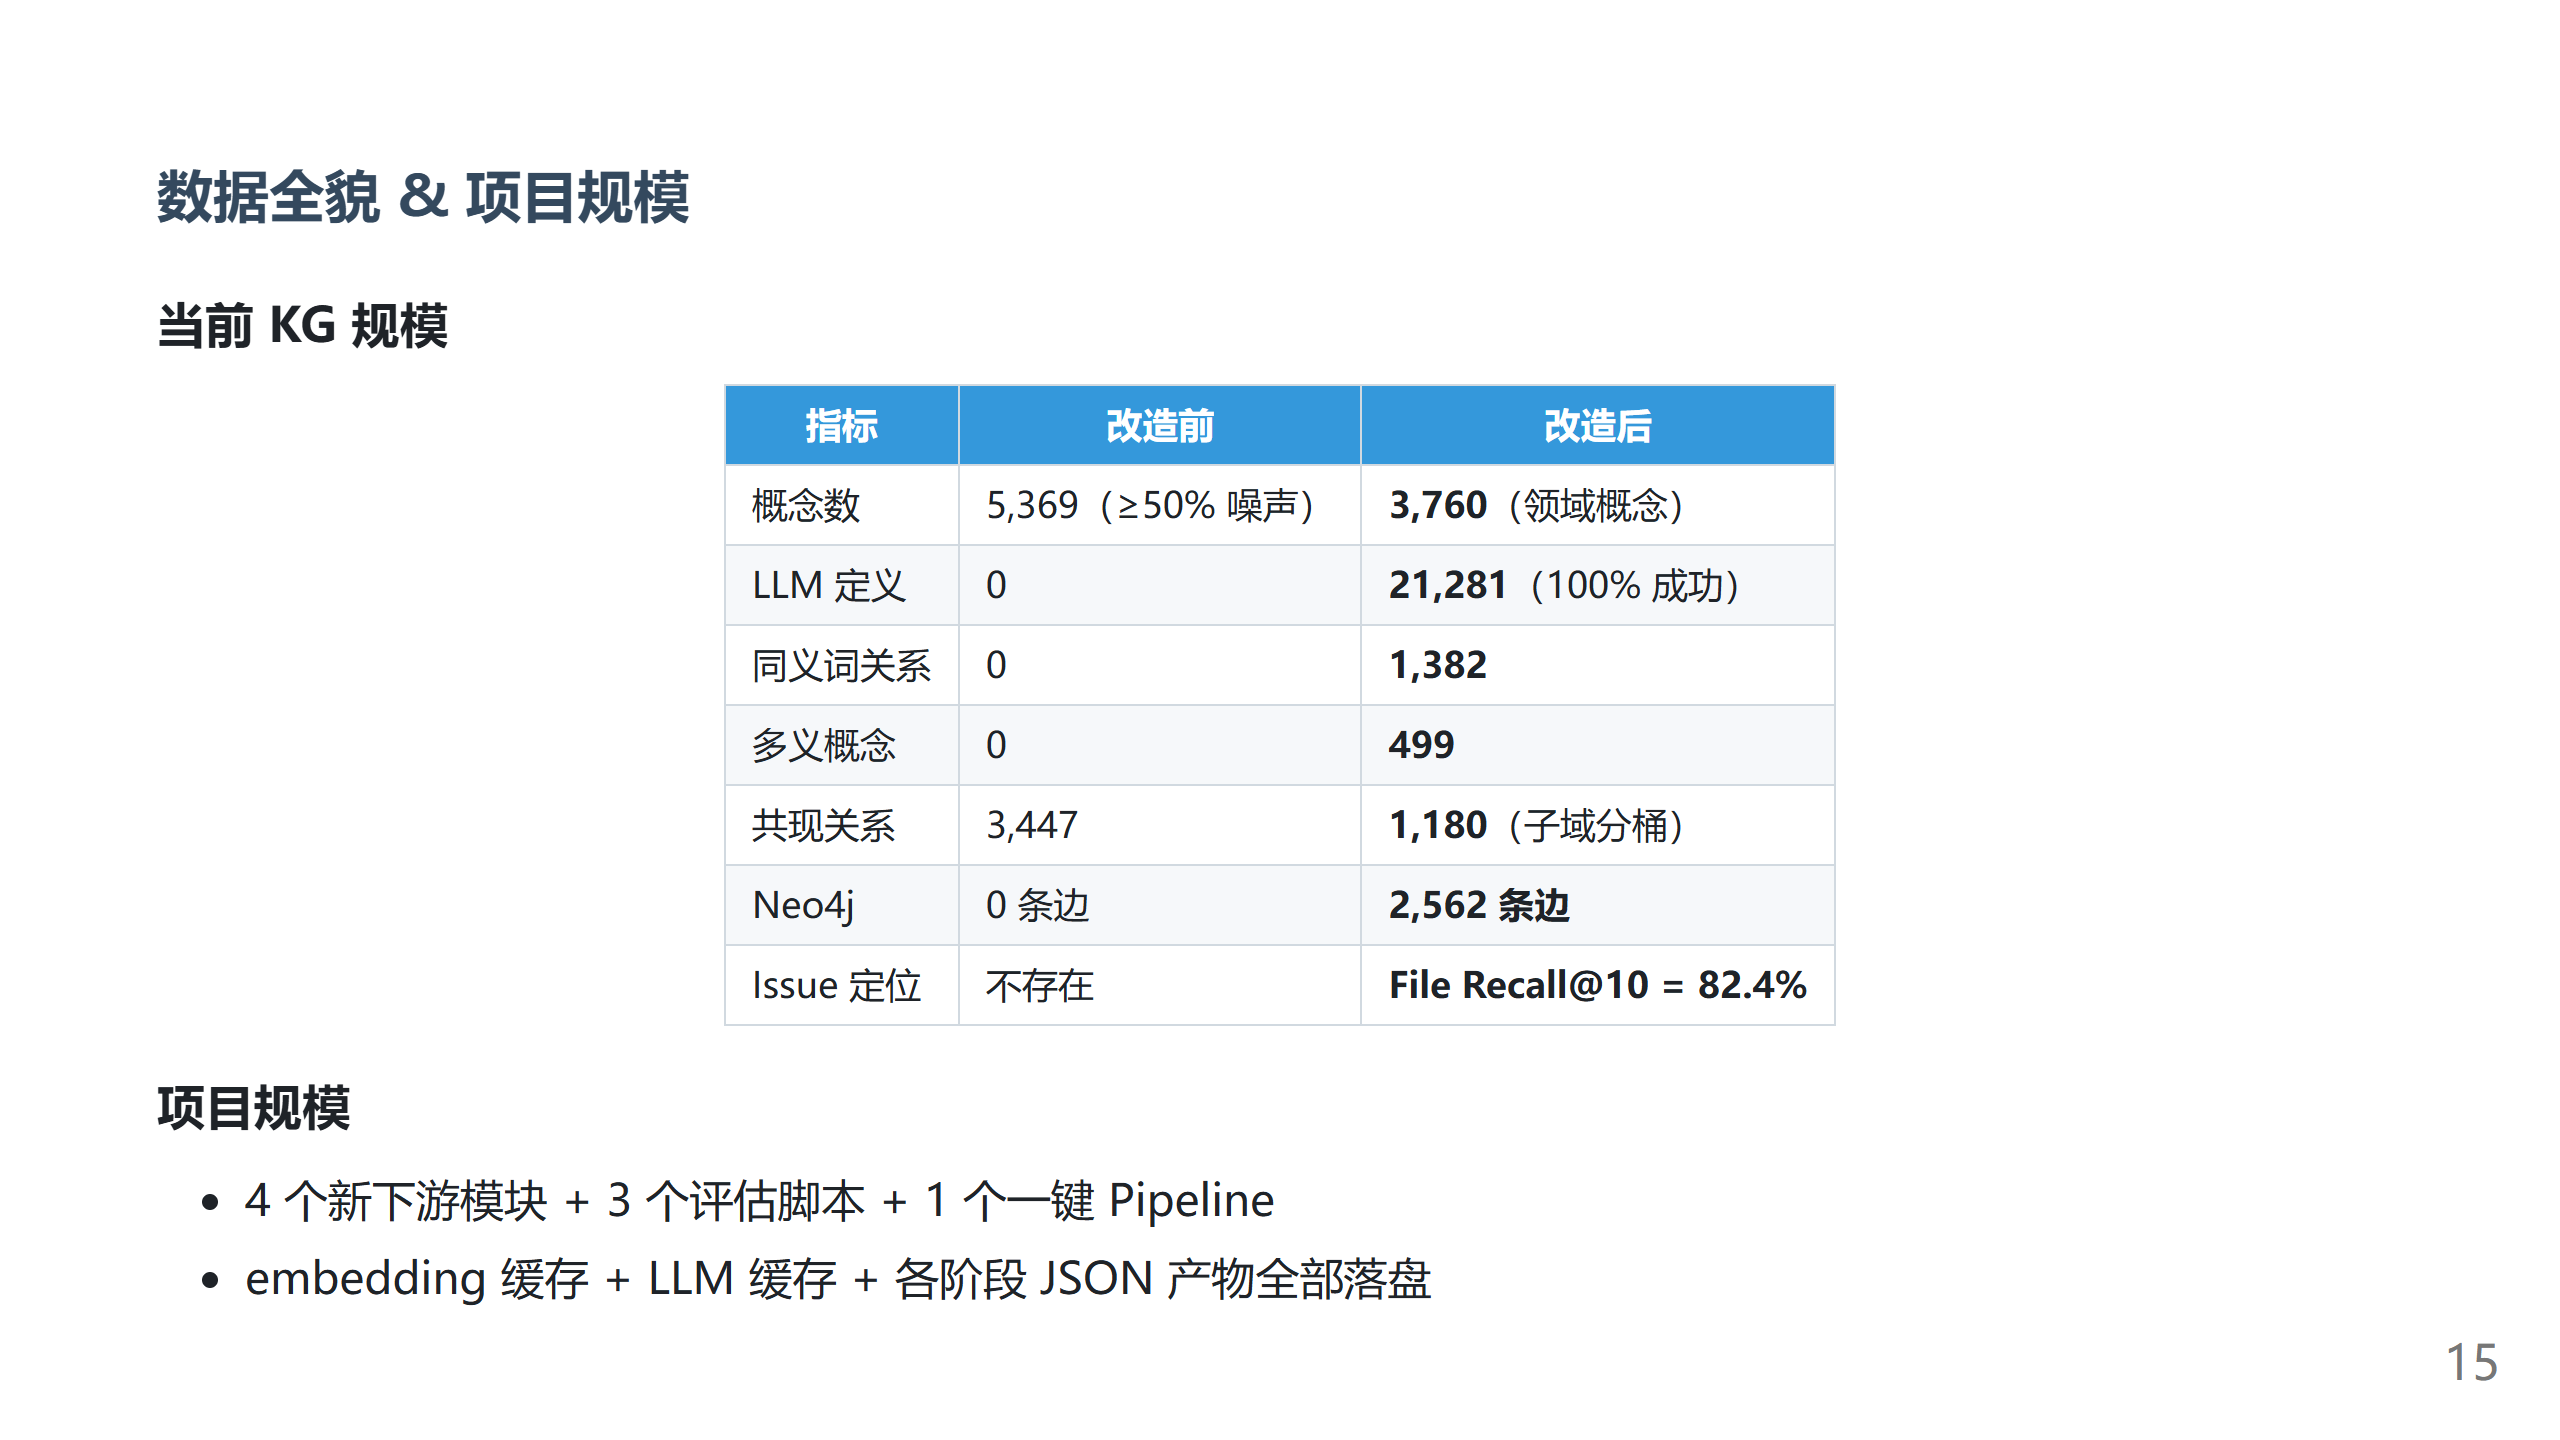 数据全貌 & 项目规模
当前 KG 规模
指标 改造前 改造后
概念数 5,369（≥50% 噪声） 3,760（领域概念）
LLM 定义 0 21,281（100% 成功）
同义词关系 0 1,382
多义概念 0 499
共现关系 3,447 1,180（子域分桶）
Neo4j 0 条边 2,562 条边
Issue 定位 不存在 File Recall@10 = 82.4%
项目规模
• 4 个新下游模块 + 3 个评估脚本 + 1 个一键 Pipeline
• embedding 缓存 + LLM 缓存 + 各阶段 JSON 产物全部落盘
15